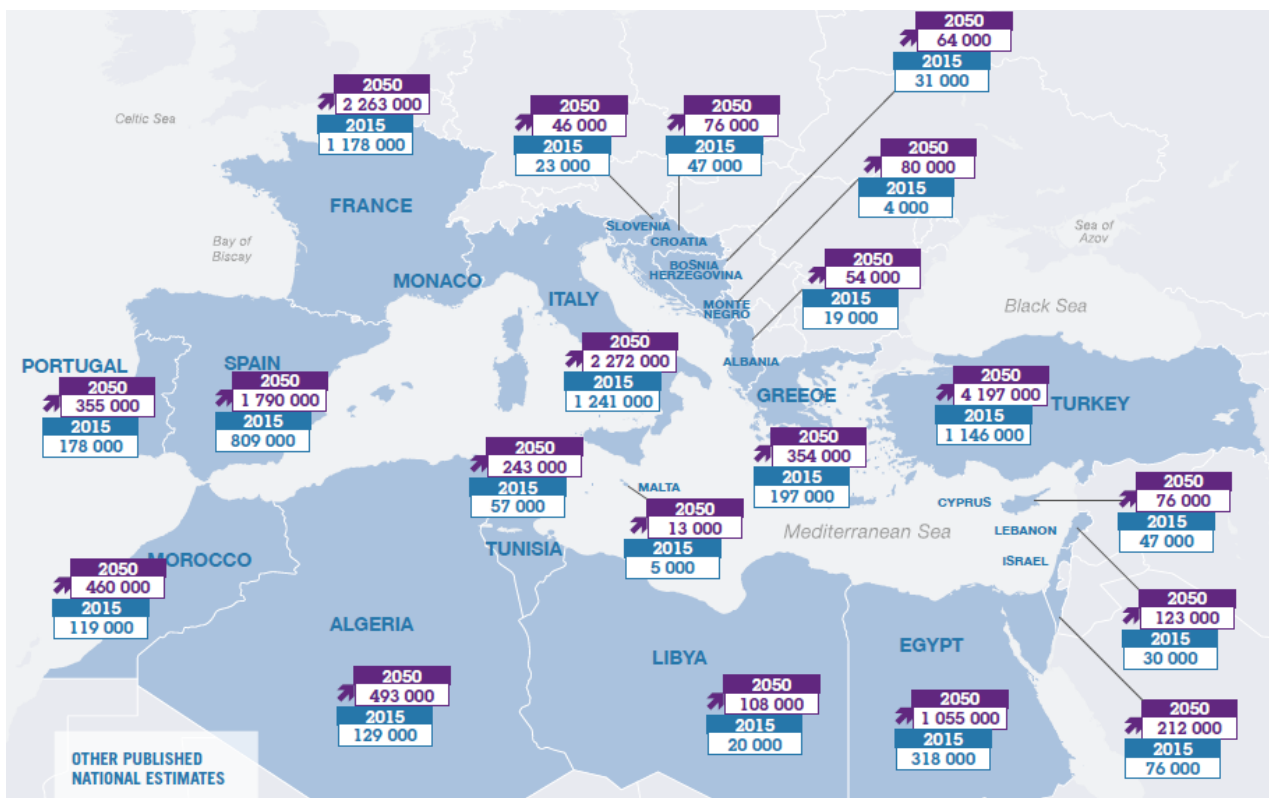 2050
64 000
2015
31 000
2050
2 263 000
2015
1 178 000
2050
46 000
2015
23 000
2050
76 000
2015
47 000
Celtic Sea
2050
80 000
2015
4 000
FRANCE
SLOVENIA
CROATIA
Sea of
Azov
Bay of
Biscay
BOSNIA
HERZEGOVINA
2050
54 000
2015
19 000
MONACO
ITALY
MONTE
NEGRO
Black Sea
ALBANIA
PORTUGAL
2050
355 000
2015
178 000
SPAIN
2050
1 790 000
2015
809 000
2050
2 272 000
2015
1 241 000
GREEOE
2050
4 197 000
2015
1 146 000
TURKEY
2050
243 000
2015
57 000
2050
354 000
2015
197 000
MALTA
2050
13 000
2015
5 000
CYPRUS
2050
76 000
2015
47 000
Mediterranean Sea
LEBANON
ISRAEL
TUNISIA
MOROCCO
2050
460 000
2015
119 000
2050
123 000
2015
30 000
ALGERIA
2050
493 000
2015
129 000
LIBYA
2050
108 000
2015
20 000
EGYPT
2050
1 055 000
2015
318 000
2050
212 000
2015
76 000
OTHER PUBLISHED
NATIONAL ESTIMATES